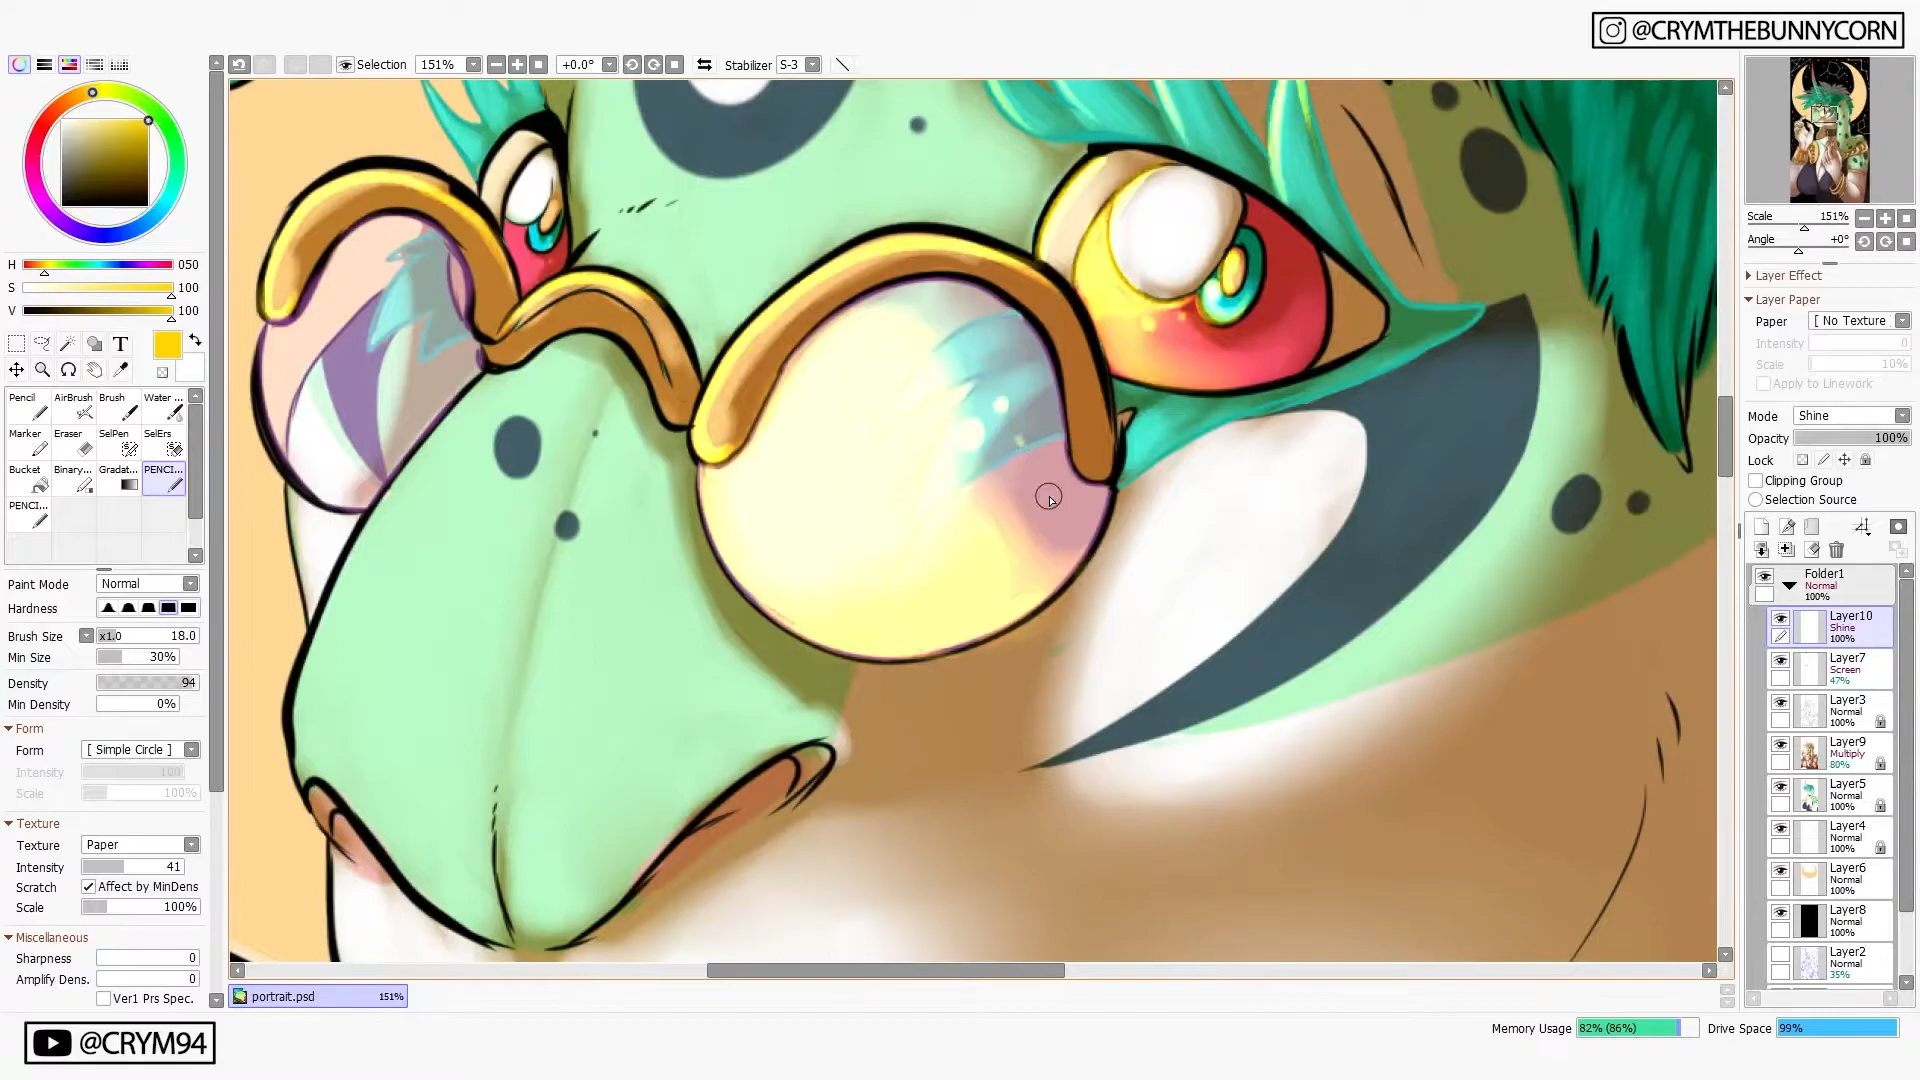 @CRYMTHEBUNNYCORN
Selection 151% +0.0° Stabilizer S-3
H 050
S 100
V 100
T
Pencil AirBrush Brush Water ...
Marker Eraser SelPen SelErs
Bucket Binary... Gradat... PENCI...
PENCI...
Paint Mode Normal
Hardness
Brush Size x1.0 18.0
Min Size 30%
Density 94
Min Density 0%
Form
Form [ Simple Circle ]
Intensity 100
Scale 100%
Texture
Texture Paper
Intensity 41
Scratch Affect by MinDens
Scale 100%
Miscellaneous
Sharpness 0
Amplify Dens. 0
Ver1 Prs Spec.
portrait.psd 151%
@CRYM94
Scale 151%
Angle +0°
Layer Effect
Layer Paper
Paper [ No Texture
Intensity 0
Scale 10%
Apply to Linework
Mode Shine
Opacity 100%
Lock
Clipping Group
Selection Source
Folder1
Normal
100%
Layer10
Shine
100%
Layer7
Screen
47%
Layer3
Normal
100%
Layer9
Multiply
80%
Layer5
Normal
100%
Layer4
Normal
100%
Layer6
Normal
100%
Layer8
Normal
100%
Layer2
Normal
35%
Memory Usage 82% (86%) Drive Space 99%